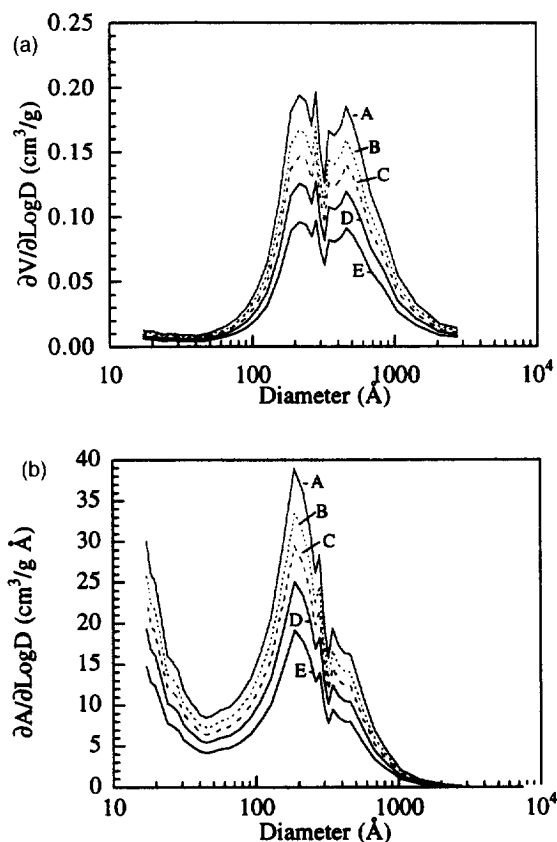 (a)
∂V/∂LogD (cm³/g)
0.25
0.20
0.15
0.10
0.05
0.00
A
B
C
D
E
10
100
1000
10⁴
Diameter (Å)
(b)
∂A/∂LogD (cm³/g Å)
40
35
30
25
20
15
10
5
0
A
B
C
D
E
10
100
1000
10⁴
Diameter (Å)